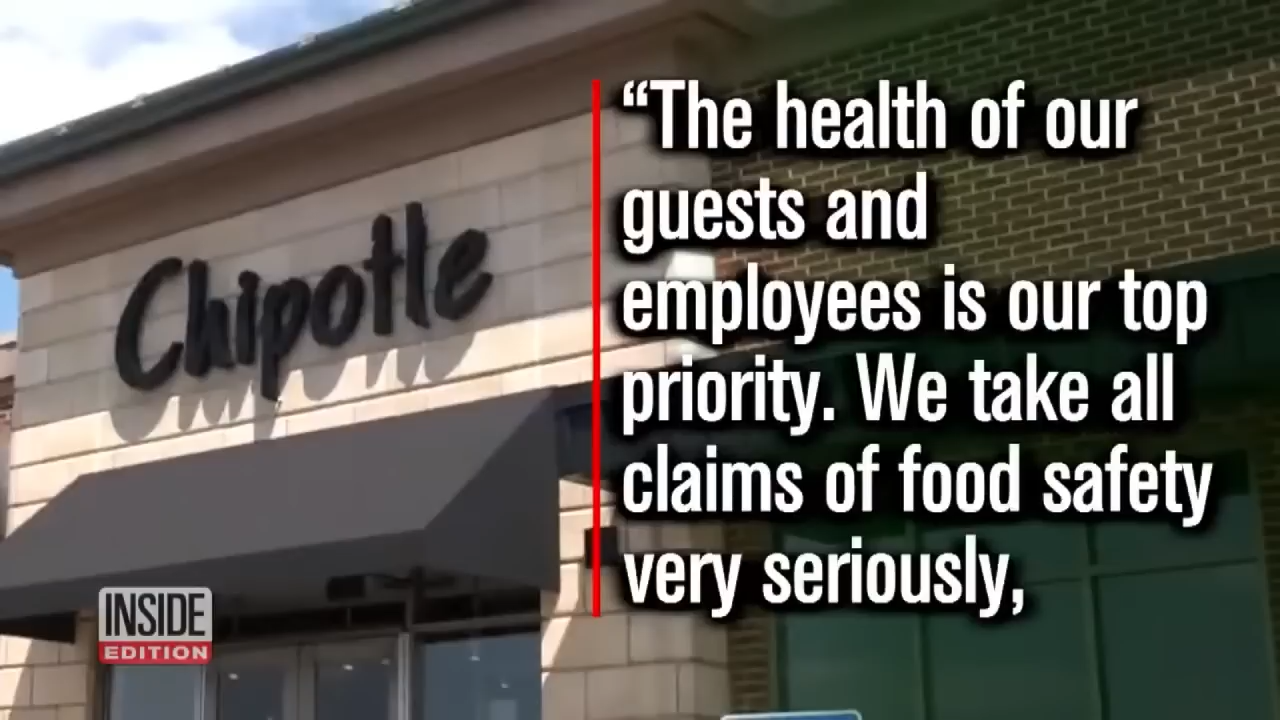 Chipotle
“The health of our
guests and
employees is our top
priority. We take all
claims of food safety
very seriously,
INSIDE
EDITION